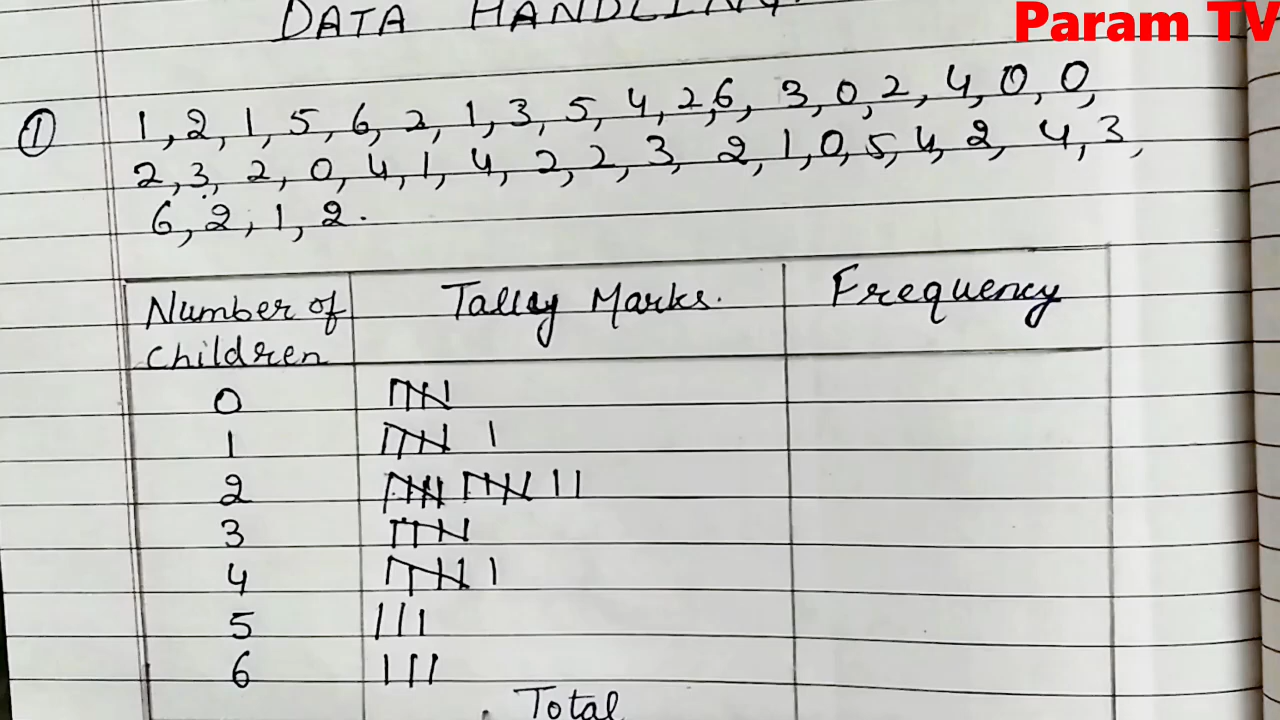 DATA HANDLING.
Param TV
① 1, 2, 1, 5, 6, 2, 1, 3, 5, 4, 2, 6, 3, 0, 2, 4, 0, 0,
2, 3, 2, 0, 4, 1, 4, 2, 2, 3, 2, 1, 0, 5, 4, 2, 4, 3,
6, 2, 1, 2.
Number of children Tally Marks. Frequency
0
1
2
3
4
5
6
Total